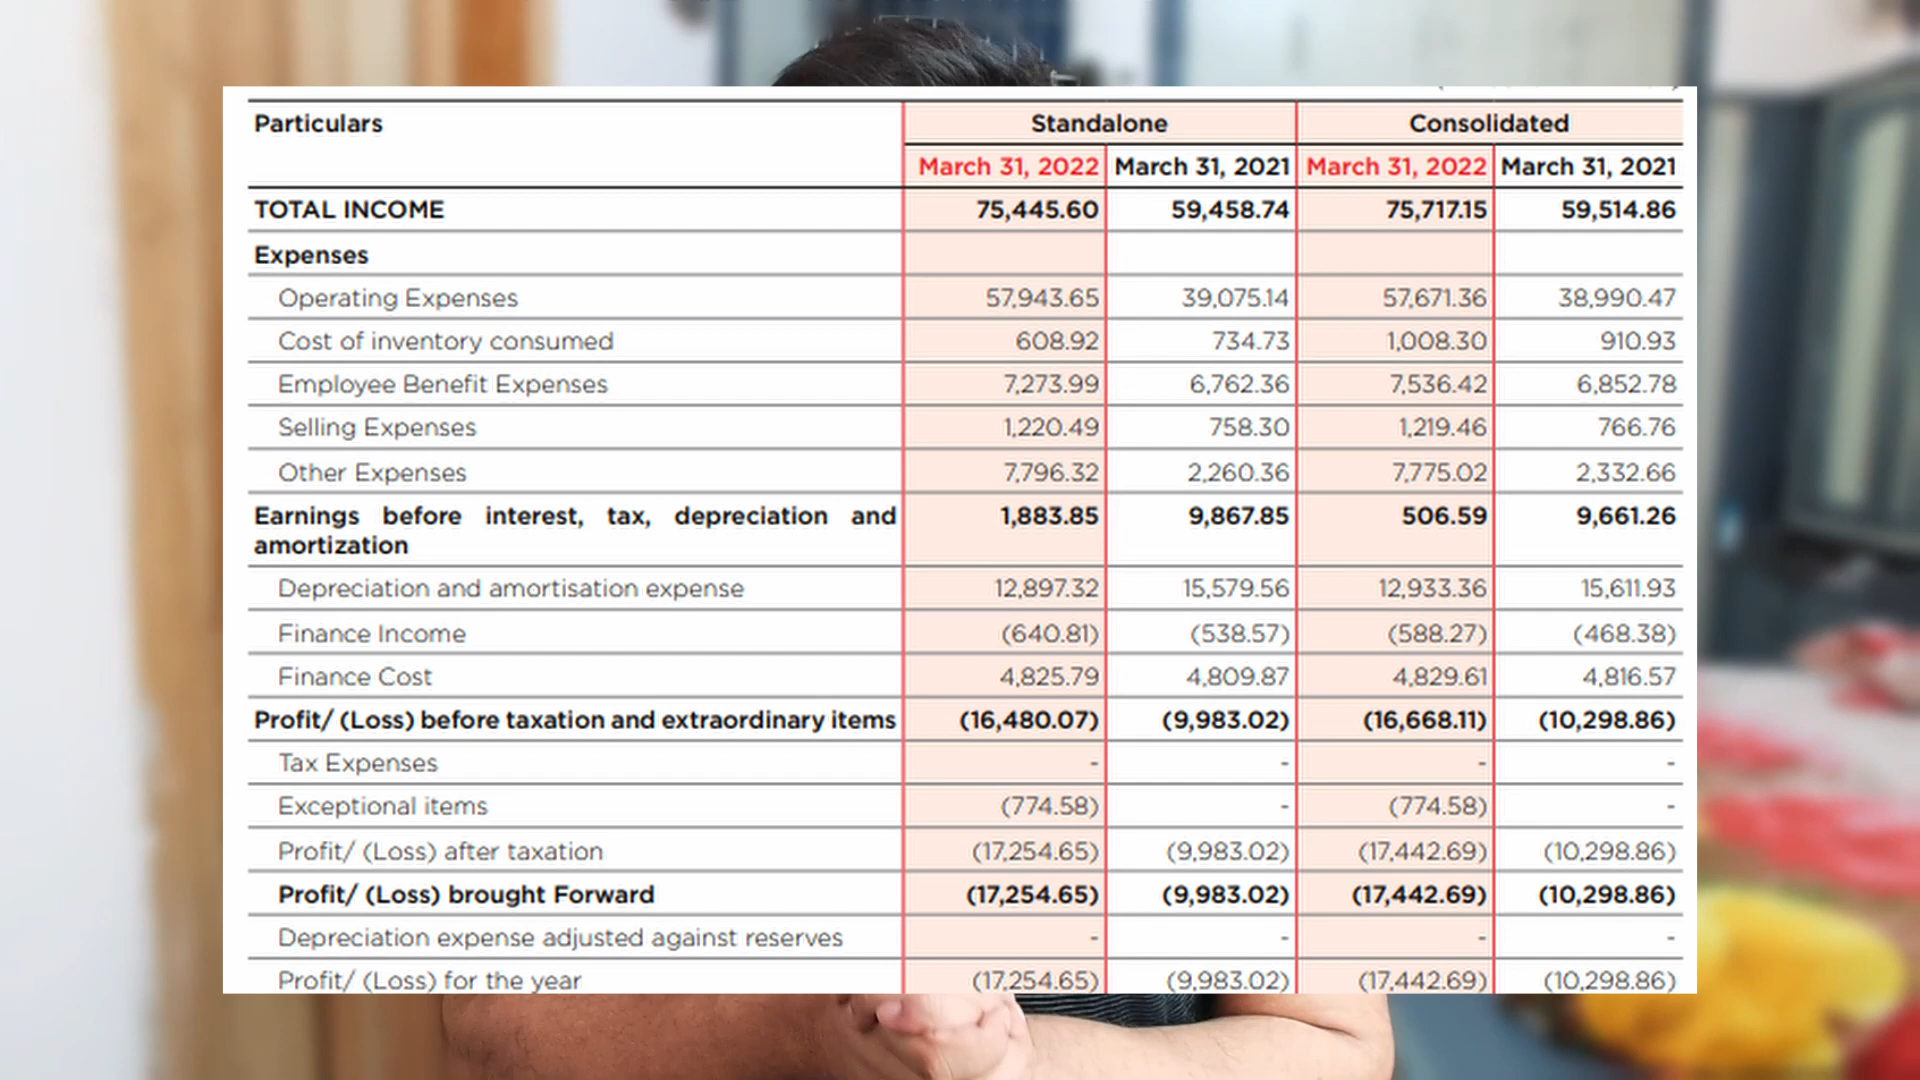 Particulars Standalone Consolidated
March 31, 2022 March 31, 2021 March 31, 2022 March 31, 2021
TOTAL INCOME 75,445.60 59,458.74 75,717.15 59,514.86
Expenses
Operating Expenses 57,943.65 39,075.14 57,671.36 38,990.47
Cost of inventory consumed 608.92 734.73 1,008.30 910.93
Employee Benefit Expenses 7,273.99 6,762.36 7,536.42 6,852.78
Selling Expenses 1,220.49 758.30 1,219.46 766.76
Other Expenses 7,796.32 2,260.36 7,775.02 2,332.66
Earnings before interest, tax, depreciation and 1,883.85 9,867.85 506.59 9,661.26
amortization
Depreciation and amortisation expense 12,897.32 15,579.56 12,933.36 15,611.93
Finance Income (640.81) (538.57) (588.27) (468.38)
Finance Cost 4,825.79 4,809.87 4,829.61 4,816.57
Profit/ (Loss) before taxation and extraordinary items (16,480.07) (9,983.02) (16,668.11) (10,298.86)
Tax Expenses - - - -
Exceptional items (774.58) - (774.58) -
Profit/ (Loss) after taxation (17,254.65) (9,983.02) (17,442.69) (10,298.86)
Profit/ (Loss) brought Forward (17,254.65) (9,983.02) (17,442.69) (10,298.86)
Depreciation expense adjusted against reserves - - - -
Profit/ (Loss) for the year (17,254.65) (9,983.02) (17,442.69) (10,298.86)